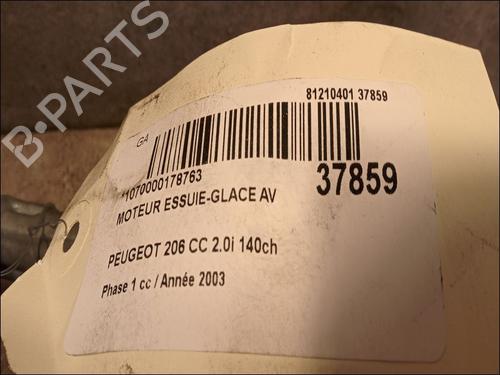 B-PARTS
81210401 37859
GA
*1070000178763
37859
MOTEUR ESSUIE-GLACE AV
PEUGEOT 206 CC 2.0i 140ch
Phase 1 cc / Année 2003